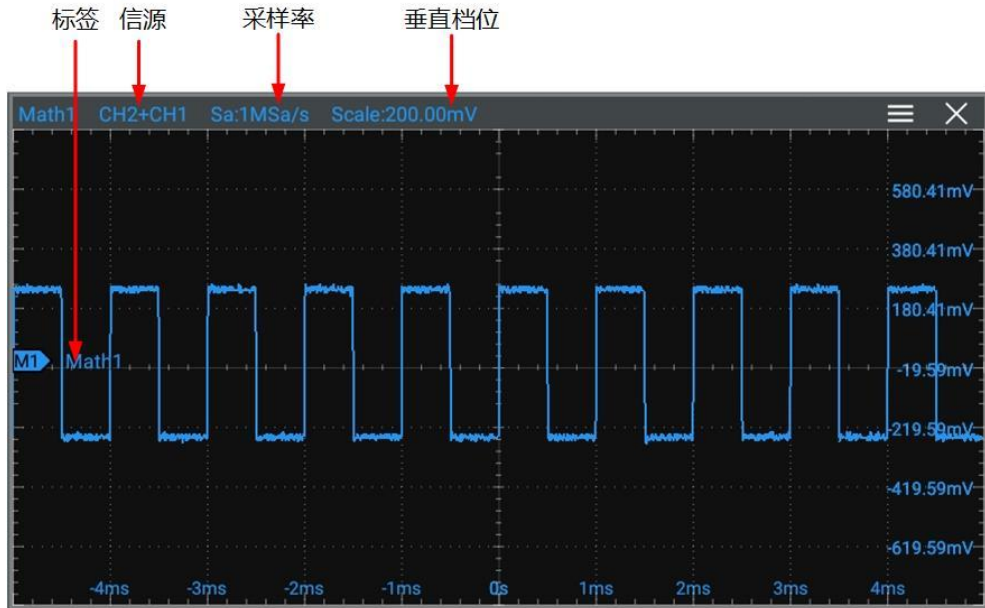 标签 信源 采样率 垂直档位
Math1 CH2+CH1 Sa:1MSa/s Scale:200.00mV
580.41mV
380.41mV
180.41mV
M1 Math1
-19.59mV
-219.59mV
-419.59mV
-619.59mV
-4ms -3ms -2ms -1ms 0s 1ms 2ms 3ms 4ms